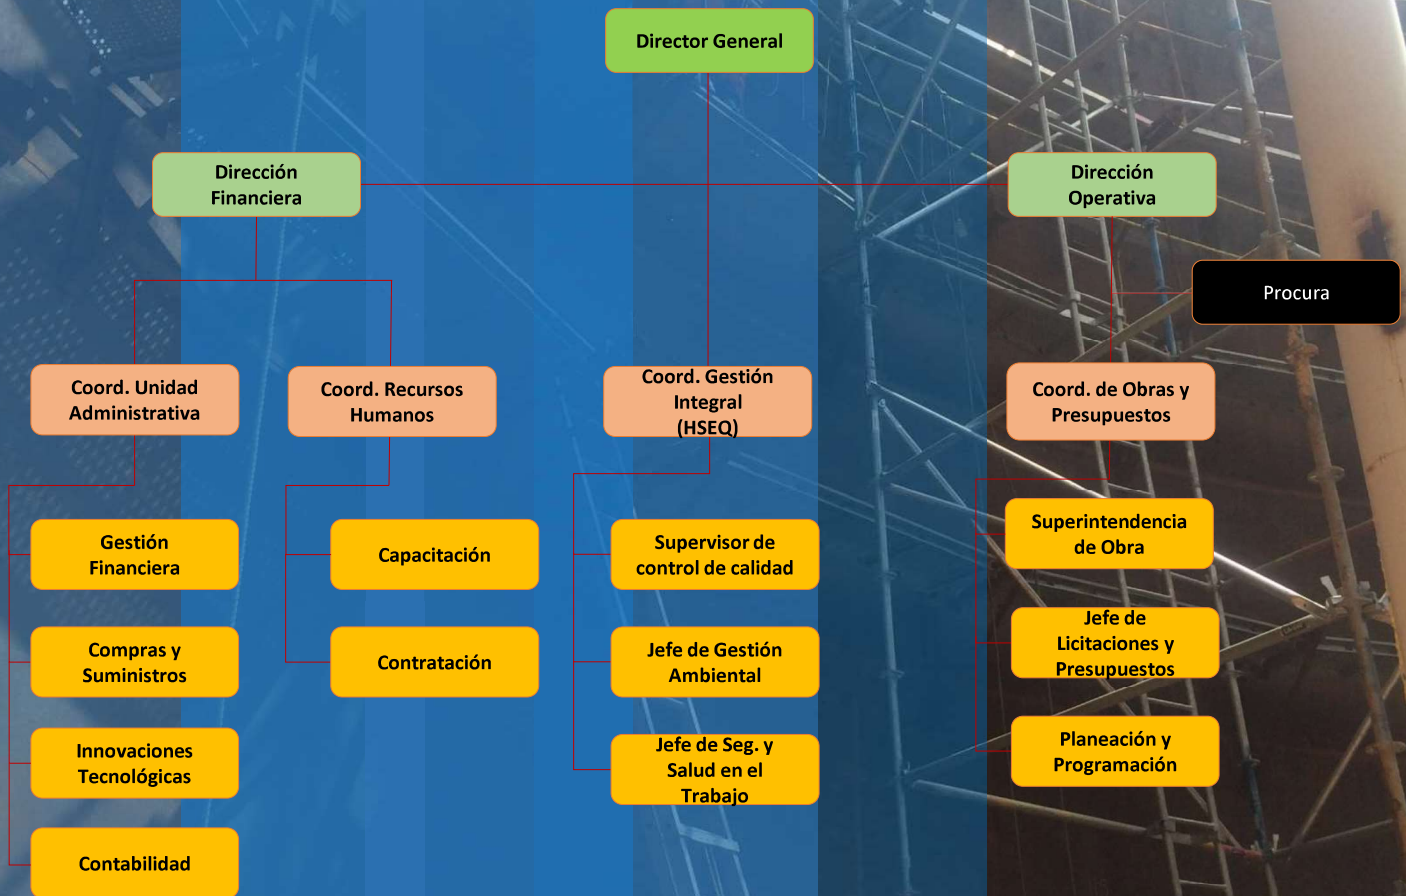 Director General
Dirección
Financiera
Dirección
Operativa
Procura
Coord. Unidad
Administrativa
Coord. Recursos
Humanos
Coord. Gestión
Integral
(HSEQ)
Coord. de Obras y
Presupuestos
Gestión
Financiera
Capacitación
Supervisor de
control de calidad
Superintendencia
de Obra
Compras y
Suministros
Contratación
Jefe de Gestión
Ambiental
Jefe de
Licitaciones y
Presupuestos
Innovaciones
Tecnológicas
Jefe de Seg. y
Salud en el
Trabajo
Planeación y
Programación
Contabilidad